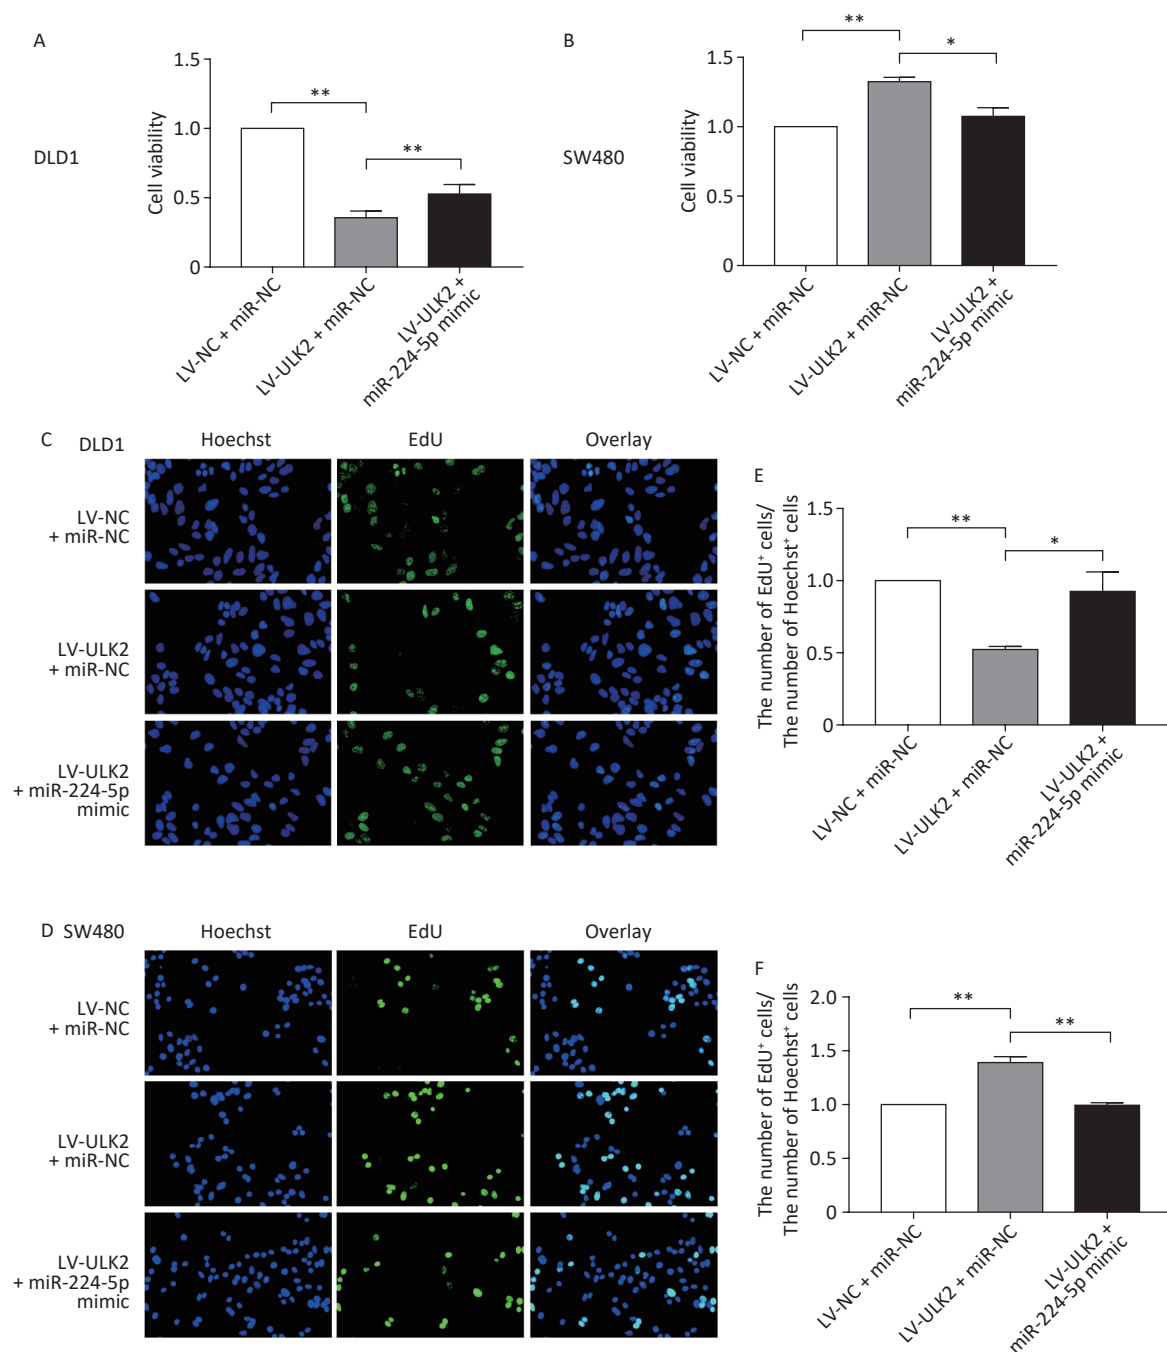 A
DLD1
Cell viability
1.5
1.0
0.5
0
**
**
LV-NC + miR-NC
LV-ULK2 + miR-NC
LV-ULK2 +
miR-224-5p mimic
B
SW480
Cell viability
1.5
1.0
0.5
0
**
*
LV-NC + miR-NC
LV-ULK2 + miR-NC
LV-ULK2 +
miR-224-5p mimic
C DLD1
Hoechst
EdU
Overlay
LV-NC
+ miR-NC
LV-ULK2
+ miR-NC
LV-ULK2
+ miR-224-5p
mimic
E
The number of EdU⁺ cells/
The number of Hoechst⁺ cells
1.5
1.0
0.5
0
**
*
LV-NC + miR-NC
LV-ULK2 + miR-NC
LV-ULK2 +
miR-224-5p mimic
D SW480
Hoechst
EdU
Overlay
LV-NC
+ miR-NC
LV-ULK2
+ miR-NC
LV-ULK2
+ miR-224-5p
mimic
F
The number of EdU⁺ cells/
The number of Hoechst⁺ cells
2.0
1.5
1.0
0.5
0
**
**
LV-NC + miR-NC
LV-ULK2 + miR-NC
LV-ULK2 +
miR-224-5p mimic